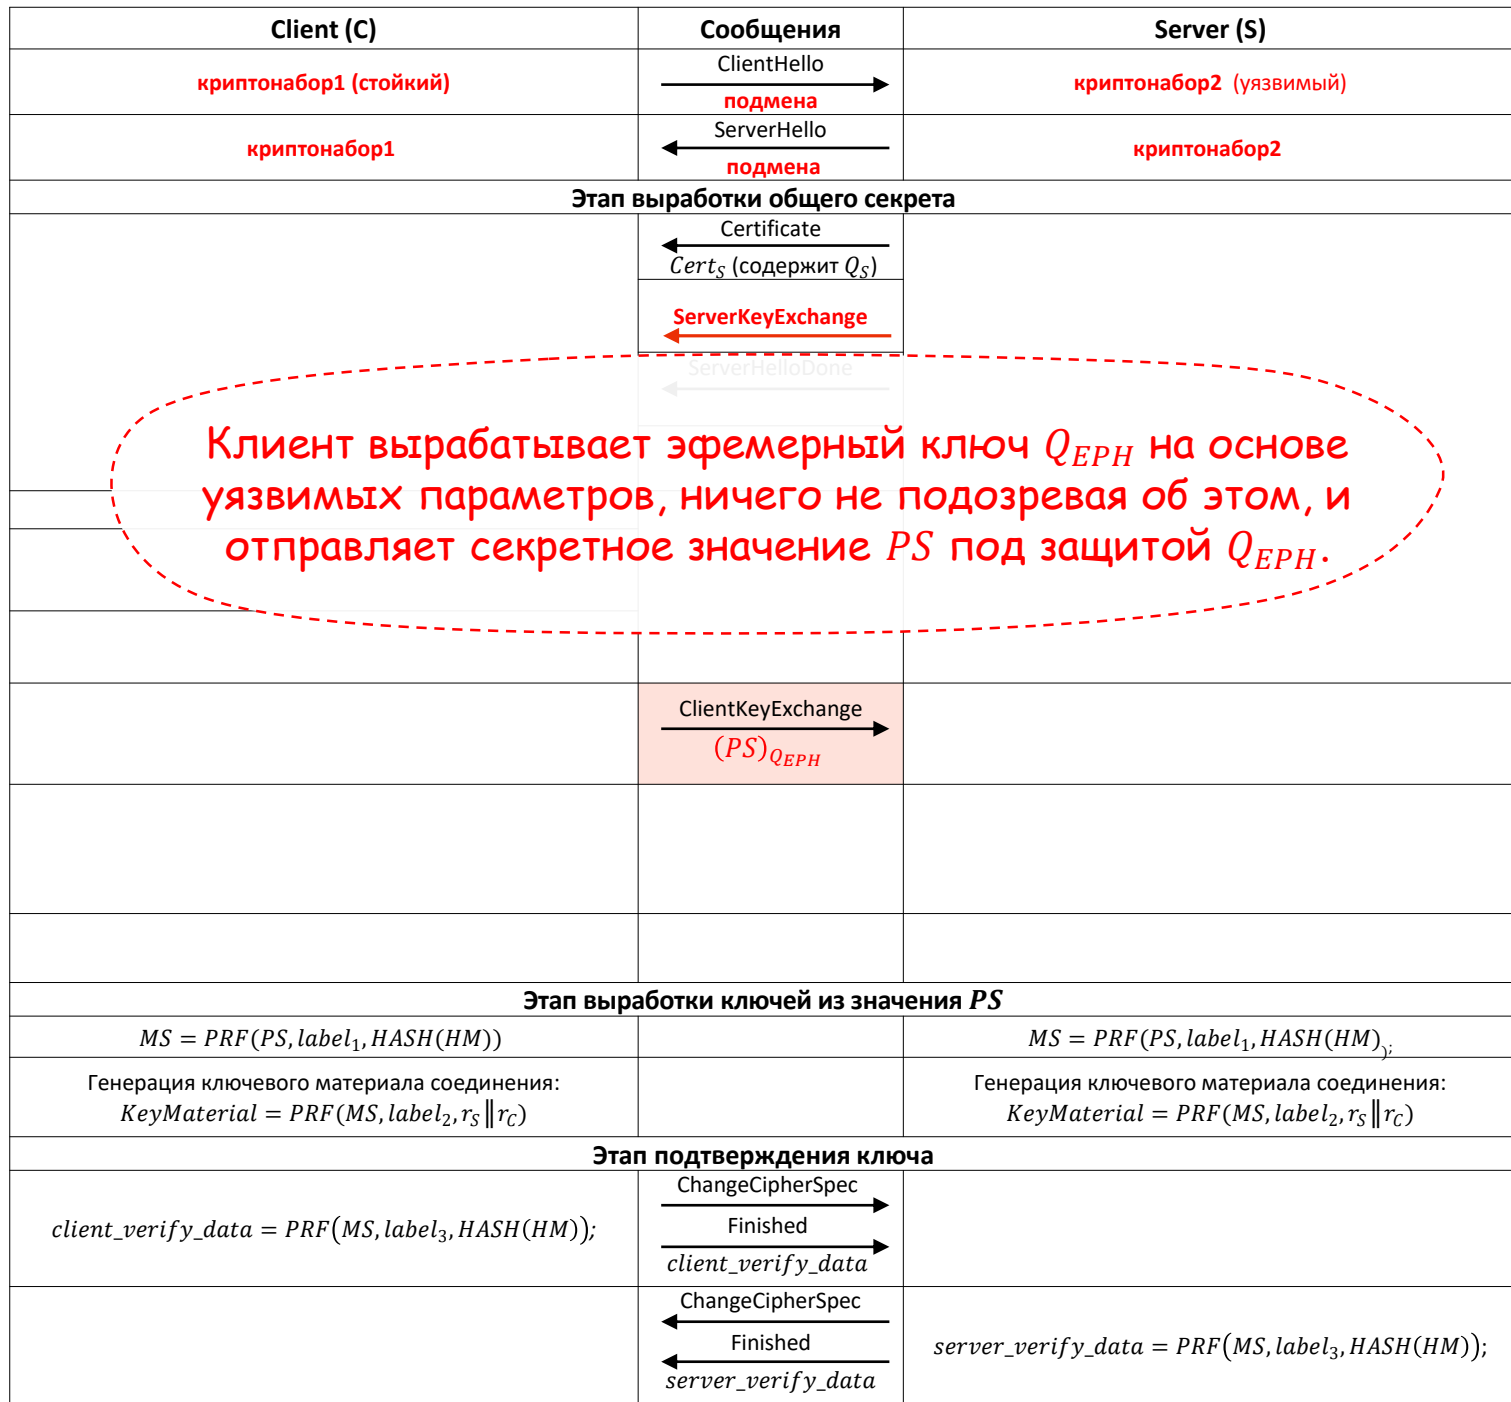 Client (C)
Сообщения
Server (S)
криптонабор1 (стойкий)
ClientHello
подмена
криптонабор2 (уязвимый)
криптонабор1
ServerHello
подмена
криптонабор2
Этап выработки общего секрета
Certificate
Cert_S (содержит Q_S)
ServerKeyExchange
ServerHelloDone
Клиент вырабатывает эфемерный ключ Q_EPH на основе
уязвимых параметров, ничего не подозревая об этом, и
отправляет секретное значение PS под защитой Q_EPH.
ClientKeyExchange
(PS)_{Q_EPH}
Этап выработки ключей из значения PS
MS = PRF(PS, label_1, HASH(HM))
MS = PRF(PS, label_1, HASH(HM));
Генерация ключевого материала соединения:
KeyMaterial = PRF(MS, label_2, r_S‖r_C)
Генерация ключевого материала соединения:
KeyMaterial = PRF(MS, label_2, r_S‖r_C)
Этап подтверждения ключа
client_verify_data = PRF(MS, label_3, HASH(HM));
ChangeCipherSpec
Finished
client_verify_data
ChangeCipherSpec
Finished
server_verify_data
server_verify_data = PRF(MS, label_3, HASH(HM));